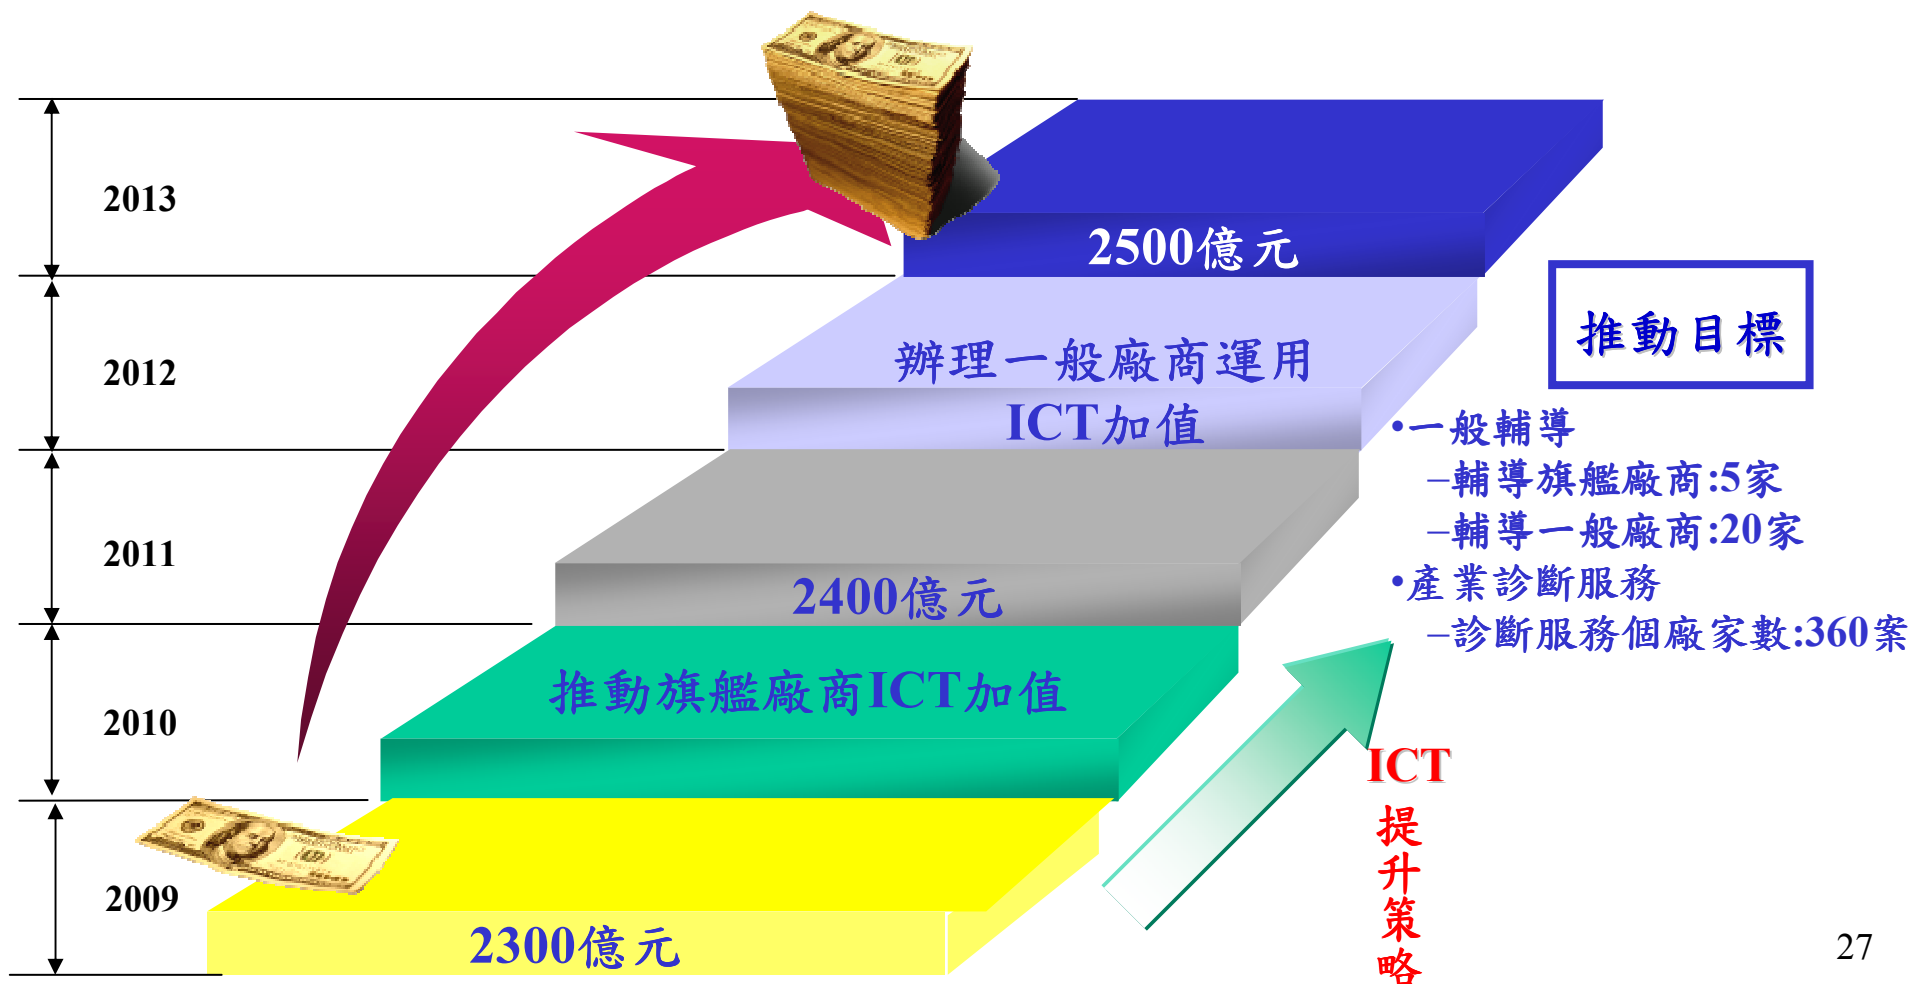 2013
2500億元
2012
辦理一般廠商運用
ICT加值
2011
2400億元
2010
推動旗艦廠商ICT加值
2009
2300億元
推動目標
•一般輔導
–輔導旗艦廠商:5家
–輔導一般廠商:20家
•產業診斷服務
–診斷服務個廠家數:360案
ICT
提
升
策
略
27